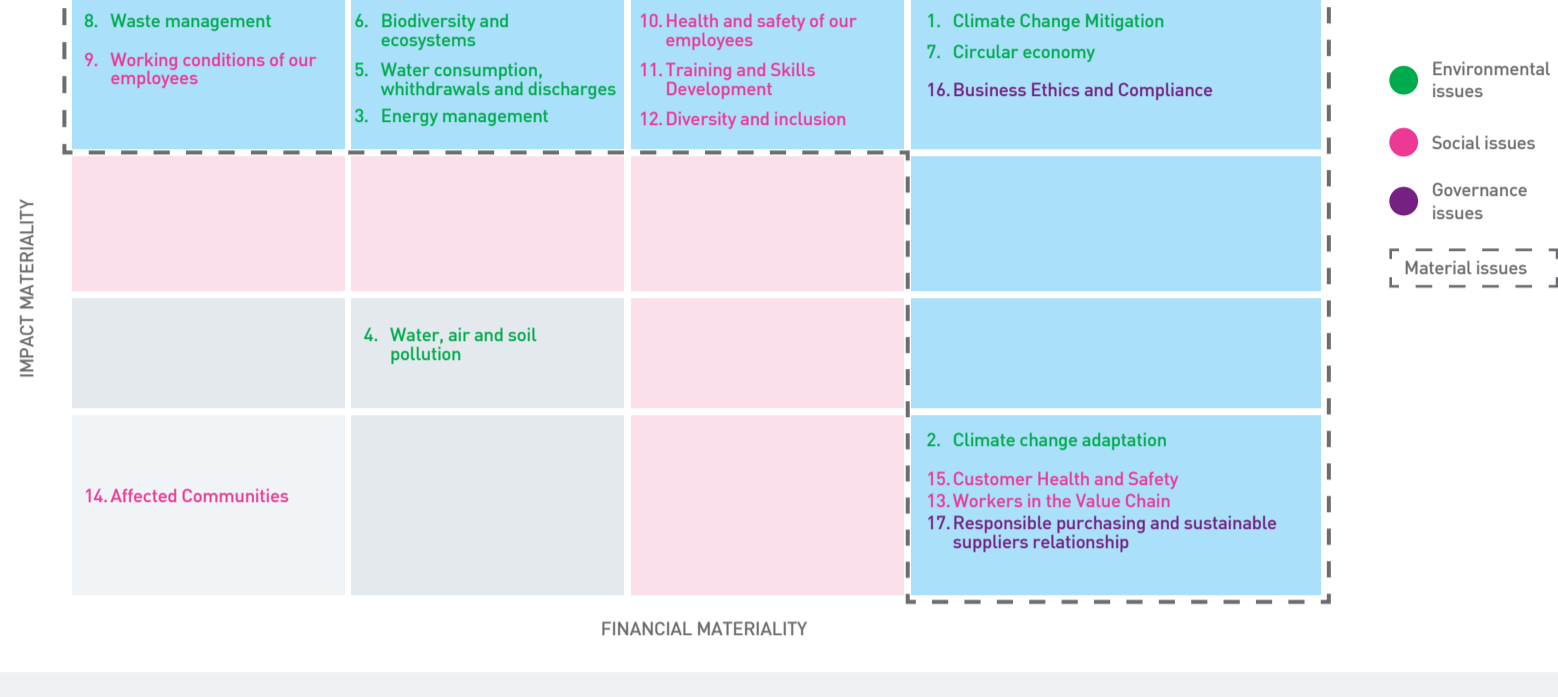 8. Waste management
9. Working conditions of our
employees
6. Biodiversity and
ecosystems
5. Water consumption,
whithdrawals and discharges
3. Energy management
10. Health and safety of our
employees
11. Training and Skills
Development
12. Diversity and inclusion
1. Climate Change Mitigation
7. Circular economy
16. Business Ethics and Compliance
4. Water, air and soil
pollution
14. Affected Communities
2. Climate change adaptation
15. Customer Health and Safety
13. Workers in the Value Chain
17. Responsible purchasing and sustainable
suppliers relationship
IMPACT MATERIALITY
FINANCIAL MATERIALITY
Environmental
issues
Social issues
Governance
issues
Material issues